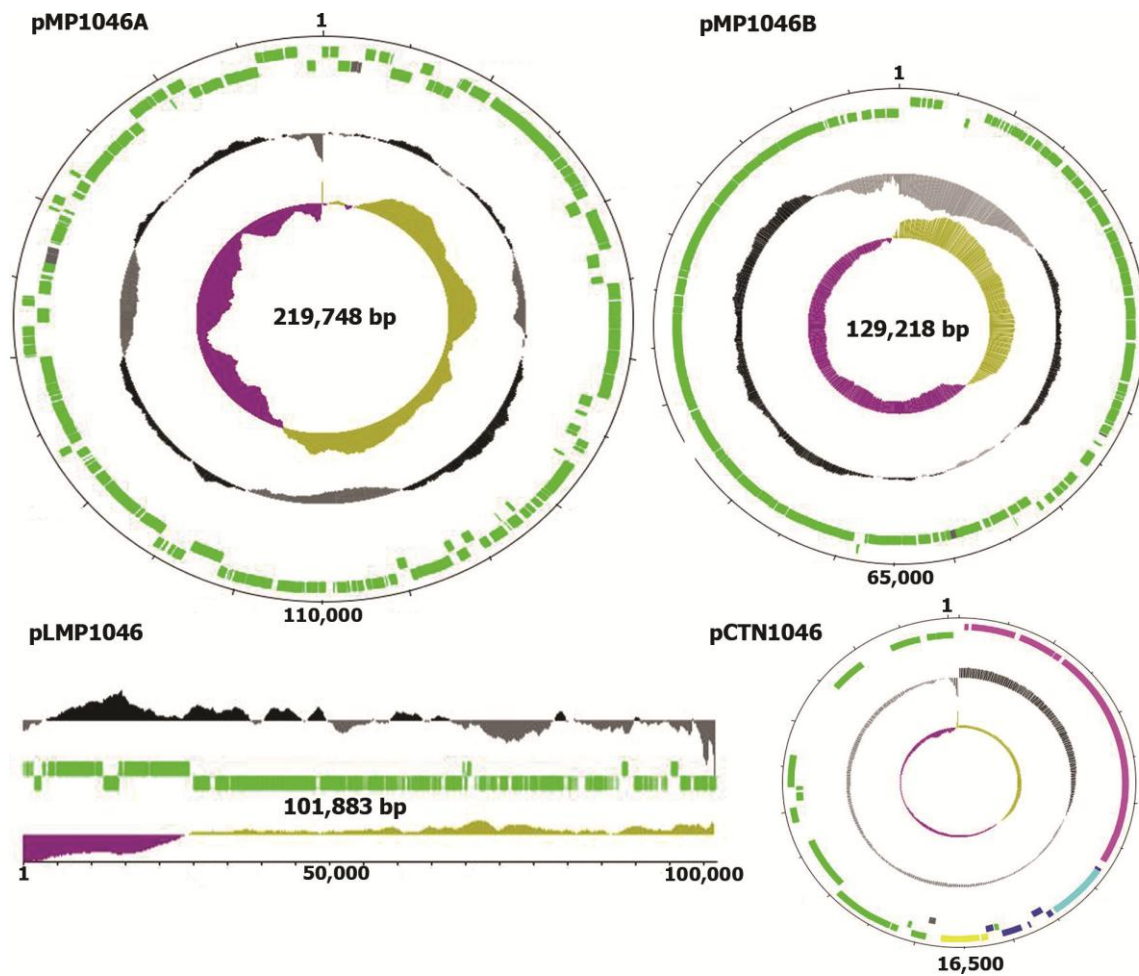 pMP1046A
1
219,748 bp
110,000
pMP1046B
1
129,218 bp
65,000
pLMP1046
101,883 bp
1
50,000
100,000
pCTN1046
1
16,500